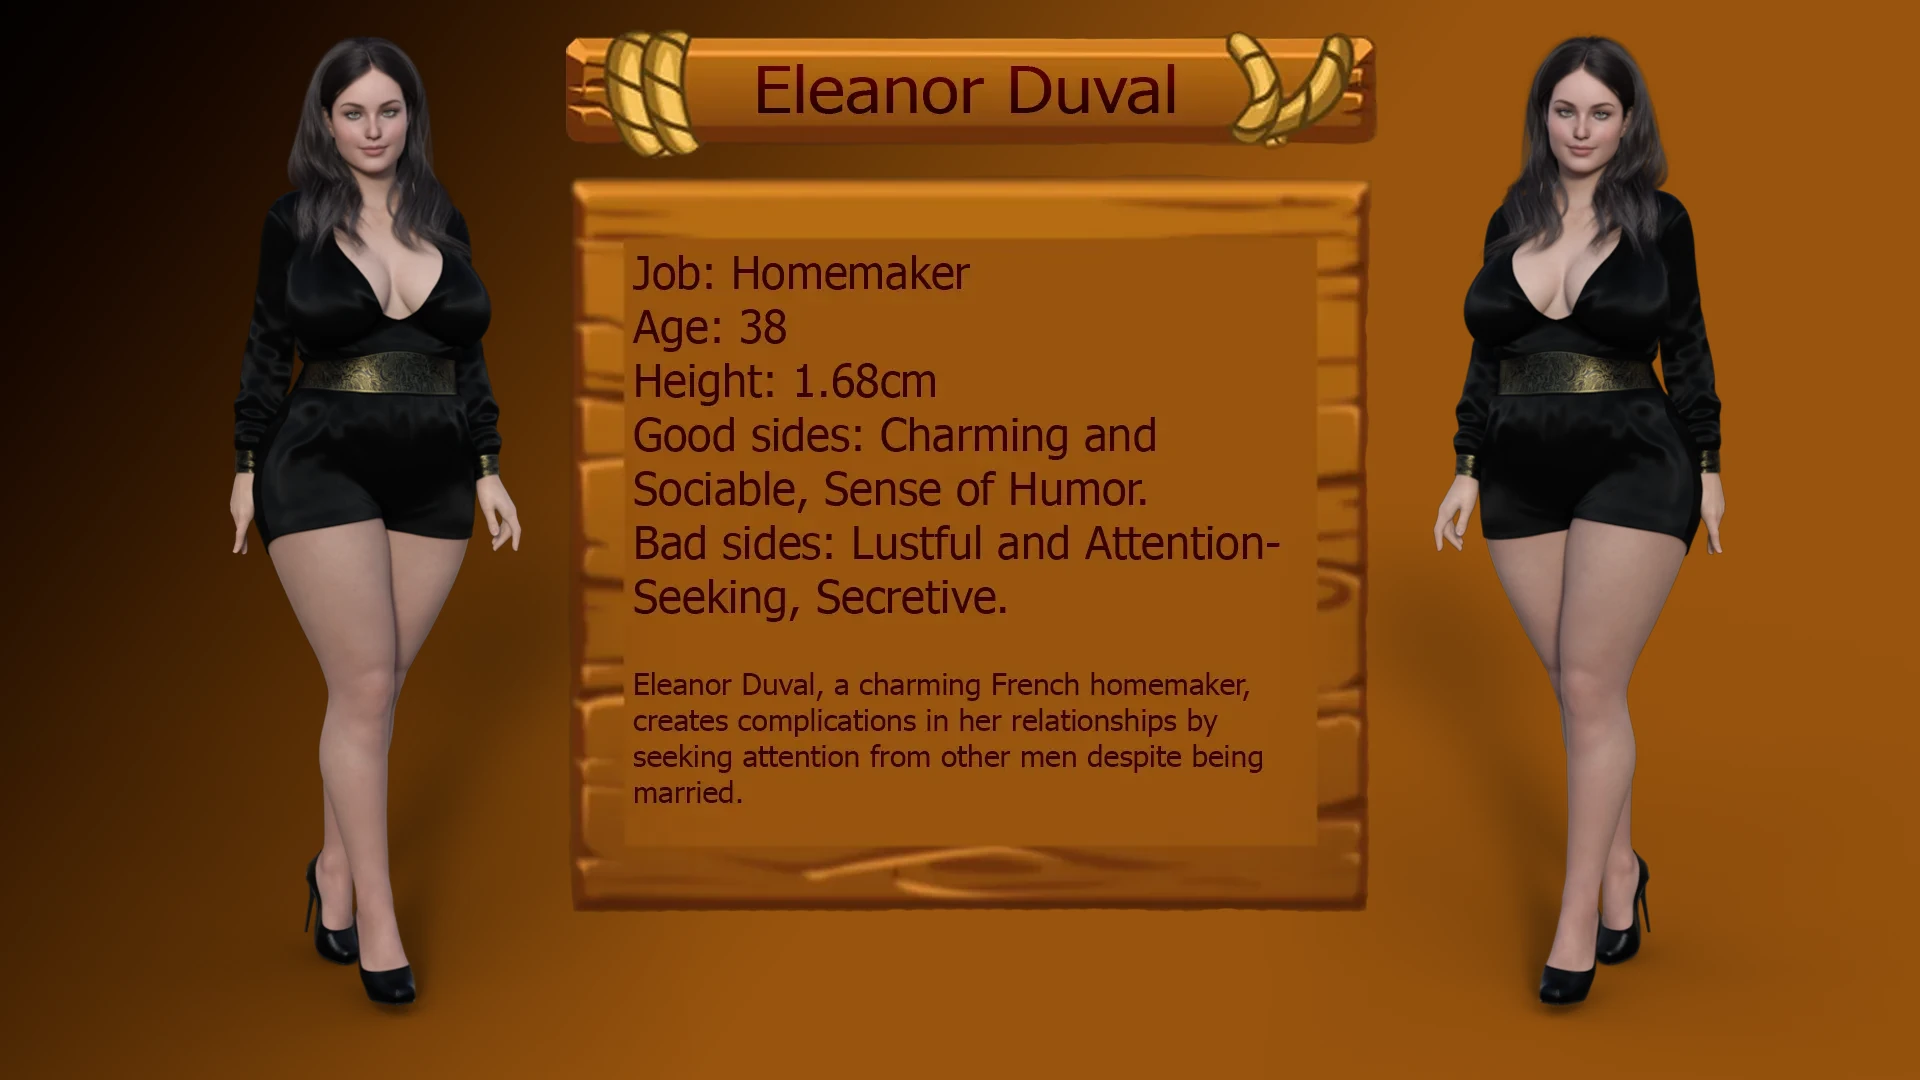 Eleanor Duval
Job: Homemaker
Age: 38
Height: 1.68cm
Good sides: Charming and
Sociable, Sense of Humor.
Bad sides: Lustful and Attention-
Seeking, Secretive.
Eleanor Duval, a charming French homemaker,
creates complications in her relationships by
seeking attention from other men despite being
married.